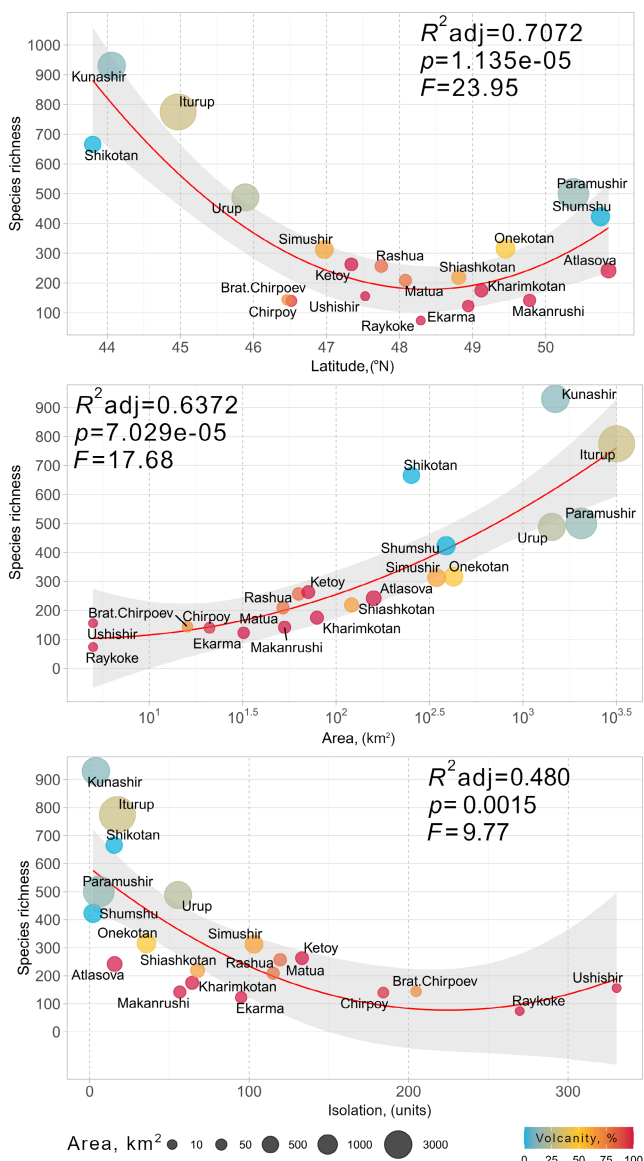 R²adj=0.7072
p=1.135e-05
F=23.95
Species richness
1000
900
800
700
600
500
400
300
200
100
Kunashir
Iturup
Shikotan
Urup
Simushir
Ketoy
Rashua
Brat.Chirpoev
Chirpoy
Ushishir
Matua
Raykoke
Shiashkotan
Ekarma
Kharimkotan
Onekotan
Makanrushi
Paramushir
Shumshu
Atlasova
44 45 46 47 48 49 50
Latitude,(°N)
R²adj=0.6372
p=7.029e-05
F=17.68
Species richness
900
800
700
600
500
400
300
200
100
0
Kunashir
Iturup
Shikotan
Paramushir
Urup
Shumshu
Simushir
Onekotan
Ketoy
Rashua
Atlasova
Shiashkotan
Brat.Chirpoev
Chirpoy
Matua
Kharimkotan
Ushishir
Ekarma
Makanrushi
Raykoke
10¹ 10^1.5 10² 10^2.5 10³ 10^3.5
Area, (km²)
R²adj=0.480
p= 0.0015
F=9.77
Species richness
900
800
700
600
500
400
300
200
100
0
Kunashir
Iturup
Shikotan
Paramushir
Urup
Shumshu
Onekotan
Simushir
Ketoy
Shiashkotan
Rashua
Matua
Atlasova
Kharimkotan
Makanrushi
Ekarma
Chirpoy
Brat.Chirpoev
Raykoke
Ushishir
0 100 200 300
Isolation, (units)
Area, km² 10 50 500 1000 3000
Volcanity, %
0 25 50 75 100